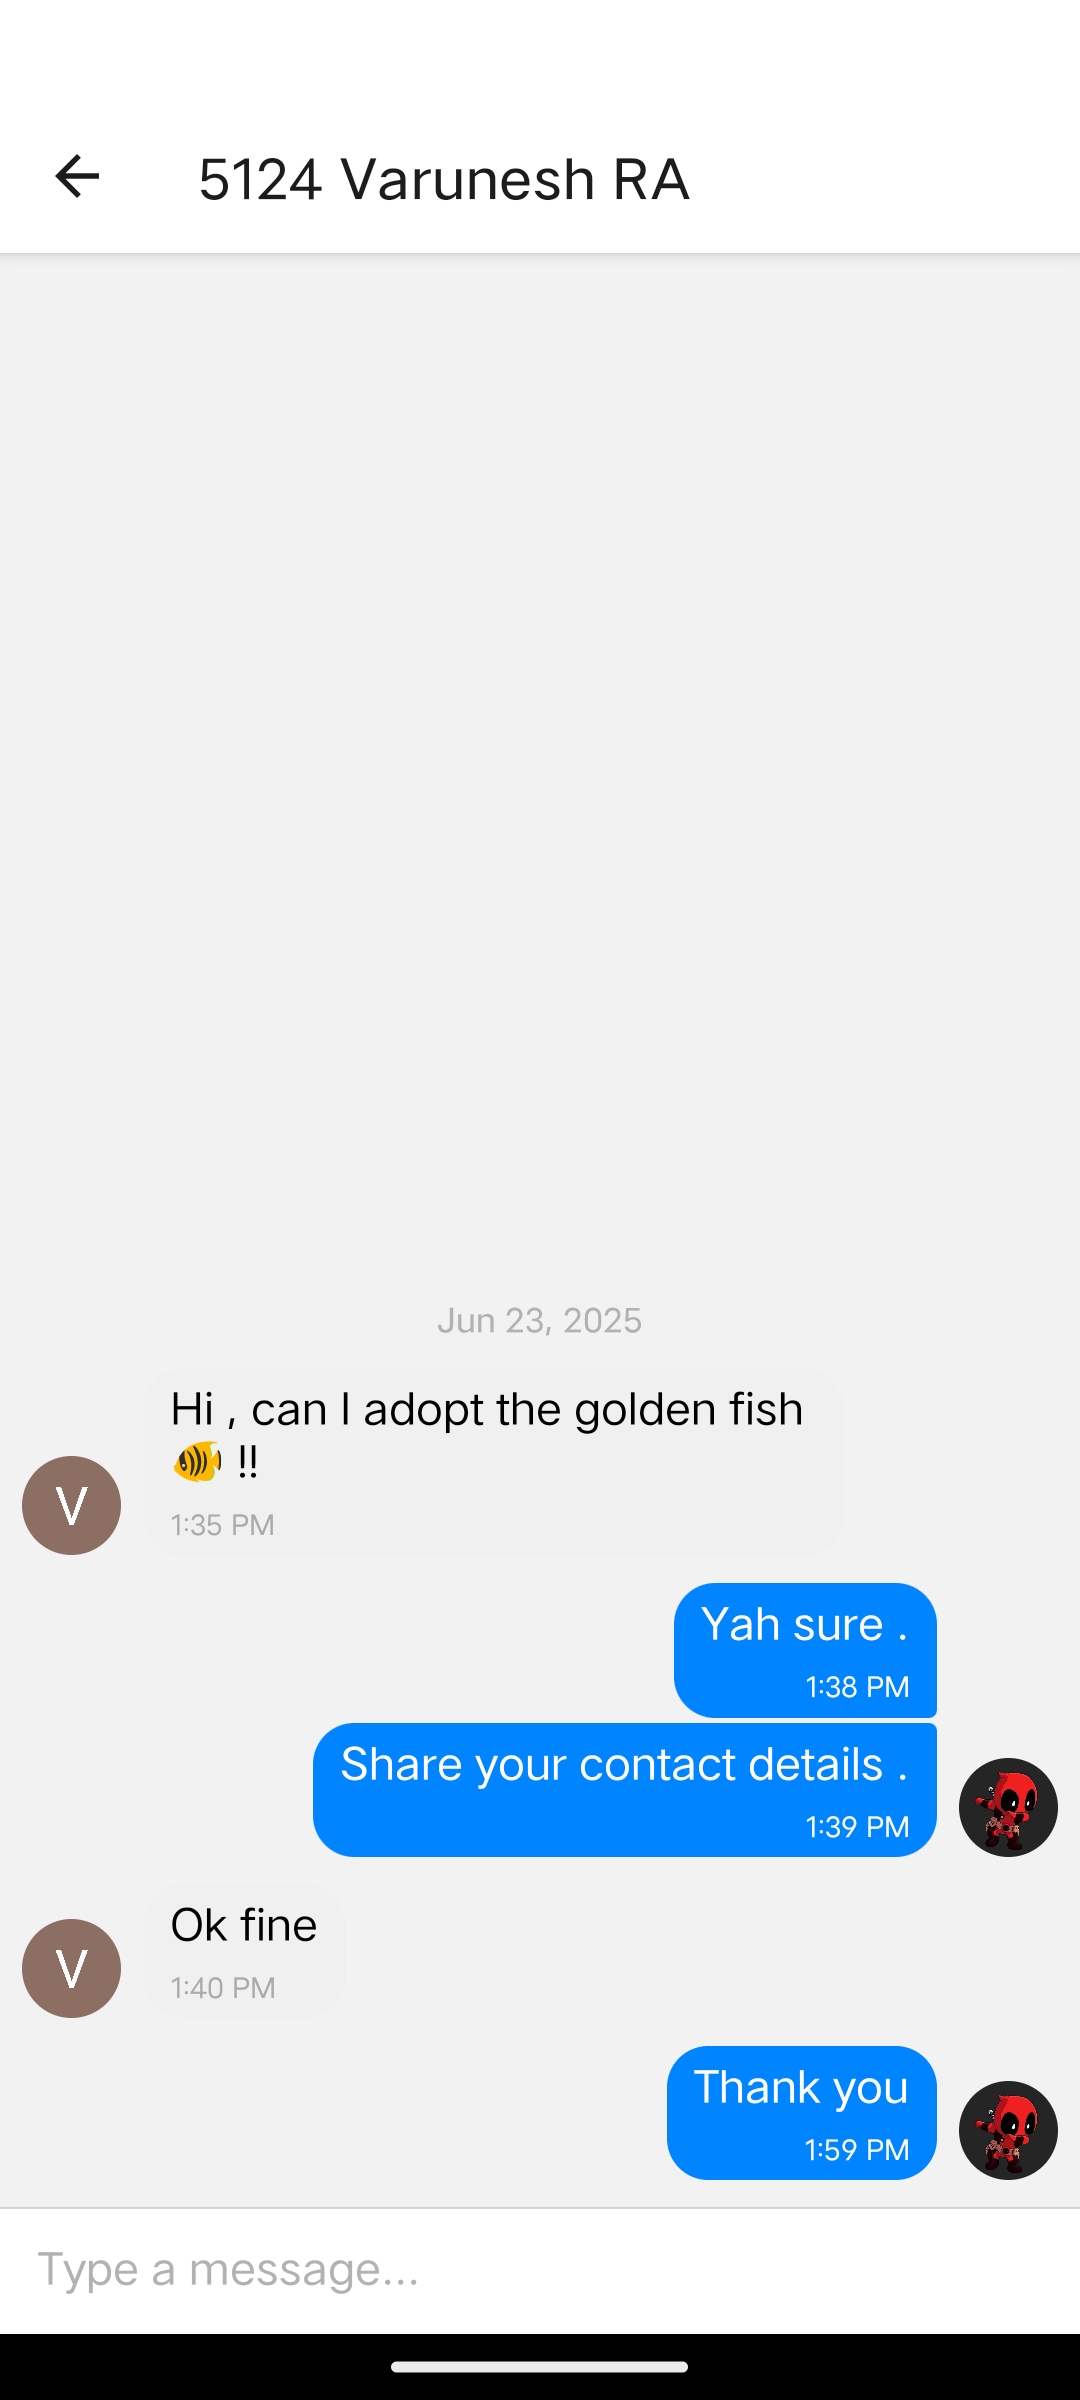 5124 Varunesh RA
Jun 23, 2025
Hi , can I adopt the golden fish
🐠 !!
1:35 PM
V
Yah sure .
1:38 PM
Share your contact details .
1:39 PM
Ok fine
1:40 PM
V
Thank you
1:59 PM
Type a message...